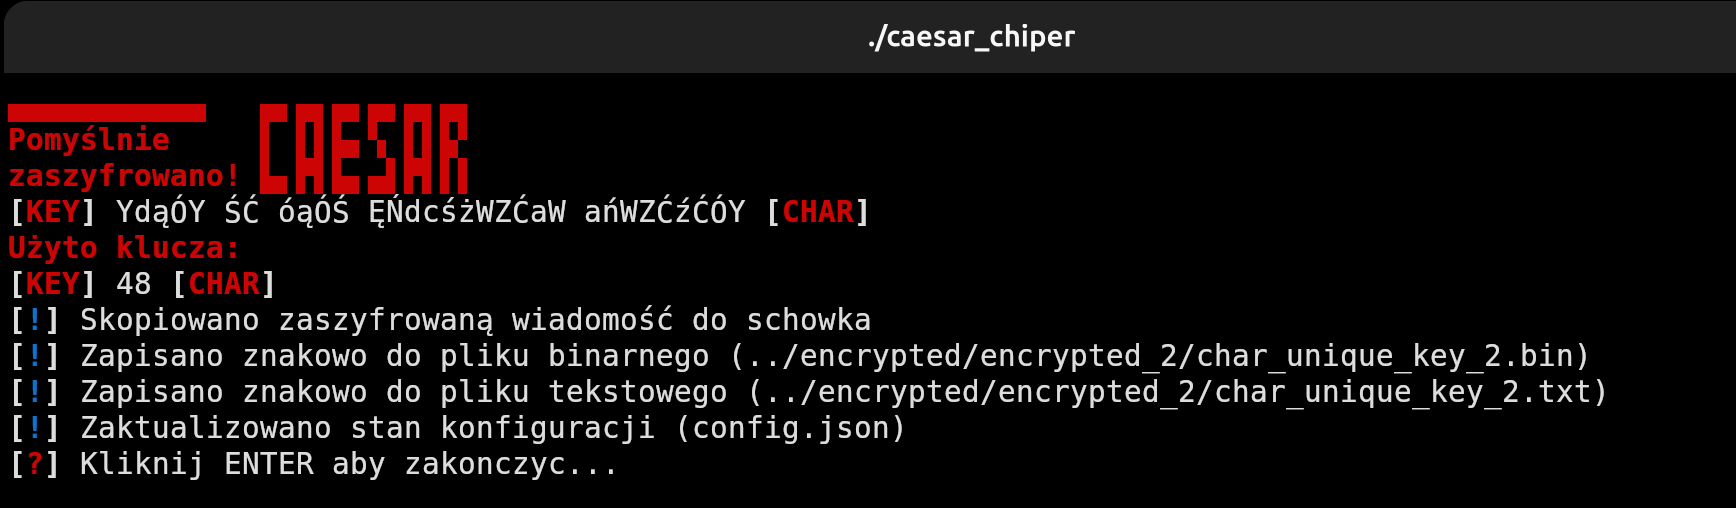 ./caesar_chiper
CAESAR
Pomyślnie
zaszyfrowano!
[KEY] YdąÓY ŚĆ óąÓŚ ĘŃdcśżWZĆaW ańWZĆźĆÓY [CHAR]
Użyto klucza:
[KEY] 48 [CHAR]
[!] Skopiowano zaszyfrowaną wiadomość do schowka
[!] Zapisano znakowo do pliku binarnego (../encrypted/encrypted_2/char_unique_key_2.bin)
[!] Zapisano znakowo do pliku tekstowego (../encrypted/encrypted_2/char_unique_key_2.txt)
[!] Zaktualizowano stan konfiguracji (config.json)
[?] Kliknij ENTER aby zakonczyc...